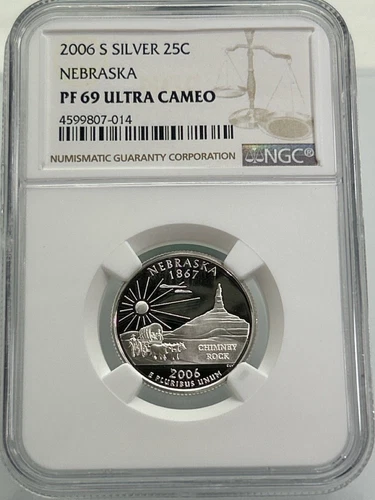 2006 S SILVER 25C
NEBRASKA
PF 69 ULTRA CAMEO
4599807-014
NUMISMATIC GUARANTY CORPORATION
NGC®
NEBRASKA
1867
CHIMNEY
ROCK
2006
E PLURIBUS UNUM